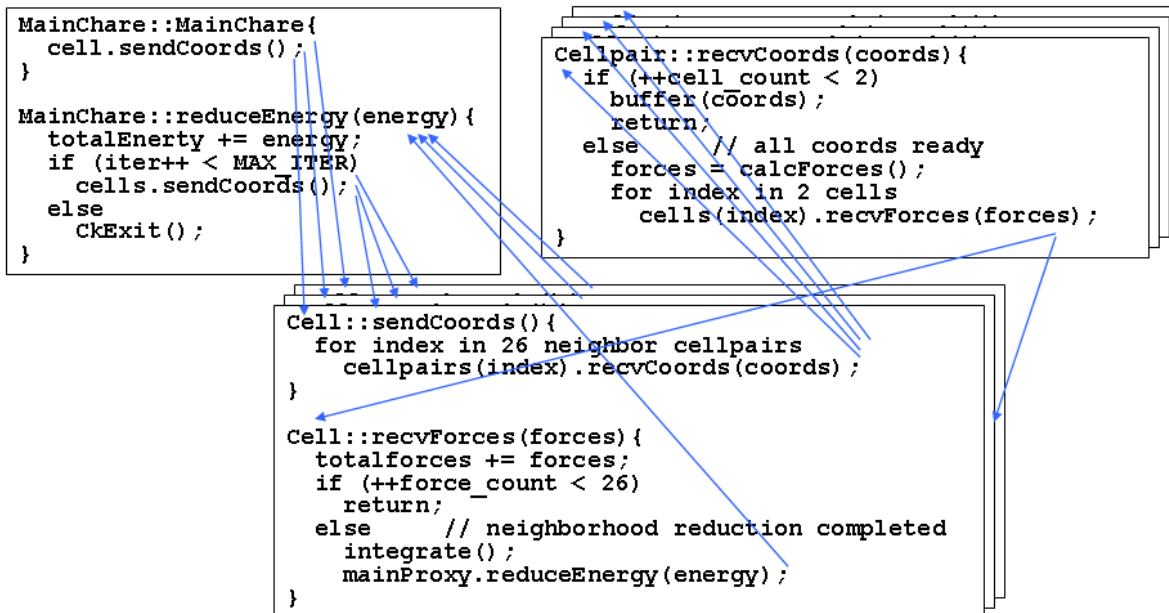 MainChare::MainChare{
cell.sendCoords();
}
MainChare::reduceEnergy(energy){
totalEnerty += energy;
if (iter++ < MAX_ITER)
cells.sendCoords();
else
CkExit();
}
Cellpair::recvCoords(coords){
if (++cell_count < 2)
buffer(coords);
return;
else // all coords ready
forces = calcForces();
for index in 2 cells
cells(index).recvForces(forces);
}
Cell::sendCoords(){
for index in 26 neighbor cellpairs
cellpairs(index).recvCoords(coords);
}
Cell::recvForces(forces){
totalforces += forces;
if (++force_count < 26)
return;
else // neighborhood reduction completed
integrate();
mainProxy.reduceEnergy(energy);
}